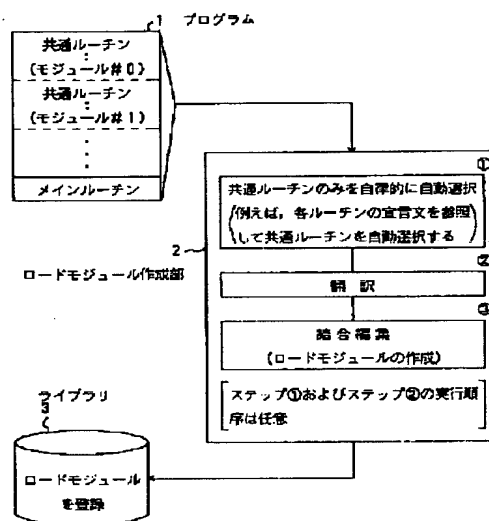 1 プログラム
共通ルーチン
(モジュール#0)
共通ルーチン
(モジュール#1)
メインルーチン
①
共通ルーチンのみを自律的に自動選択
(例えば,各ルーチンの宣言文を参照
して共通ルーチンを自動選択する)
2
ロードモジュール作成部
②
翻訳
③
結合編集
(ロードモジュールの作成)
[ステップ①およびステップ②の実行順
序は任意]
ライブラリ
3
ロードモジュール
を登録